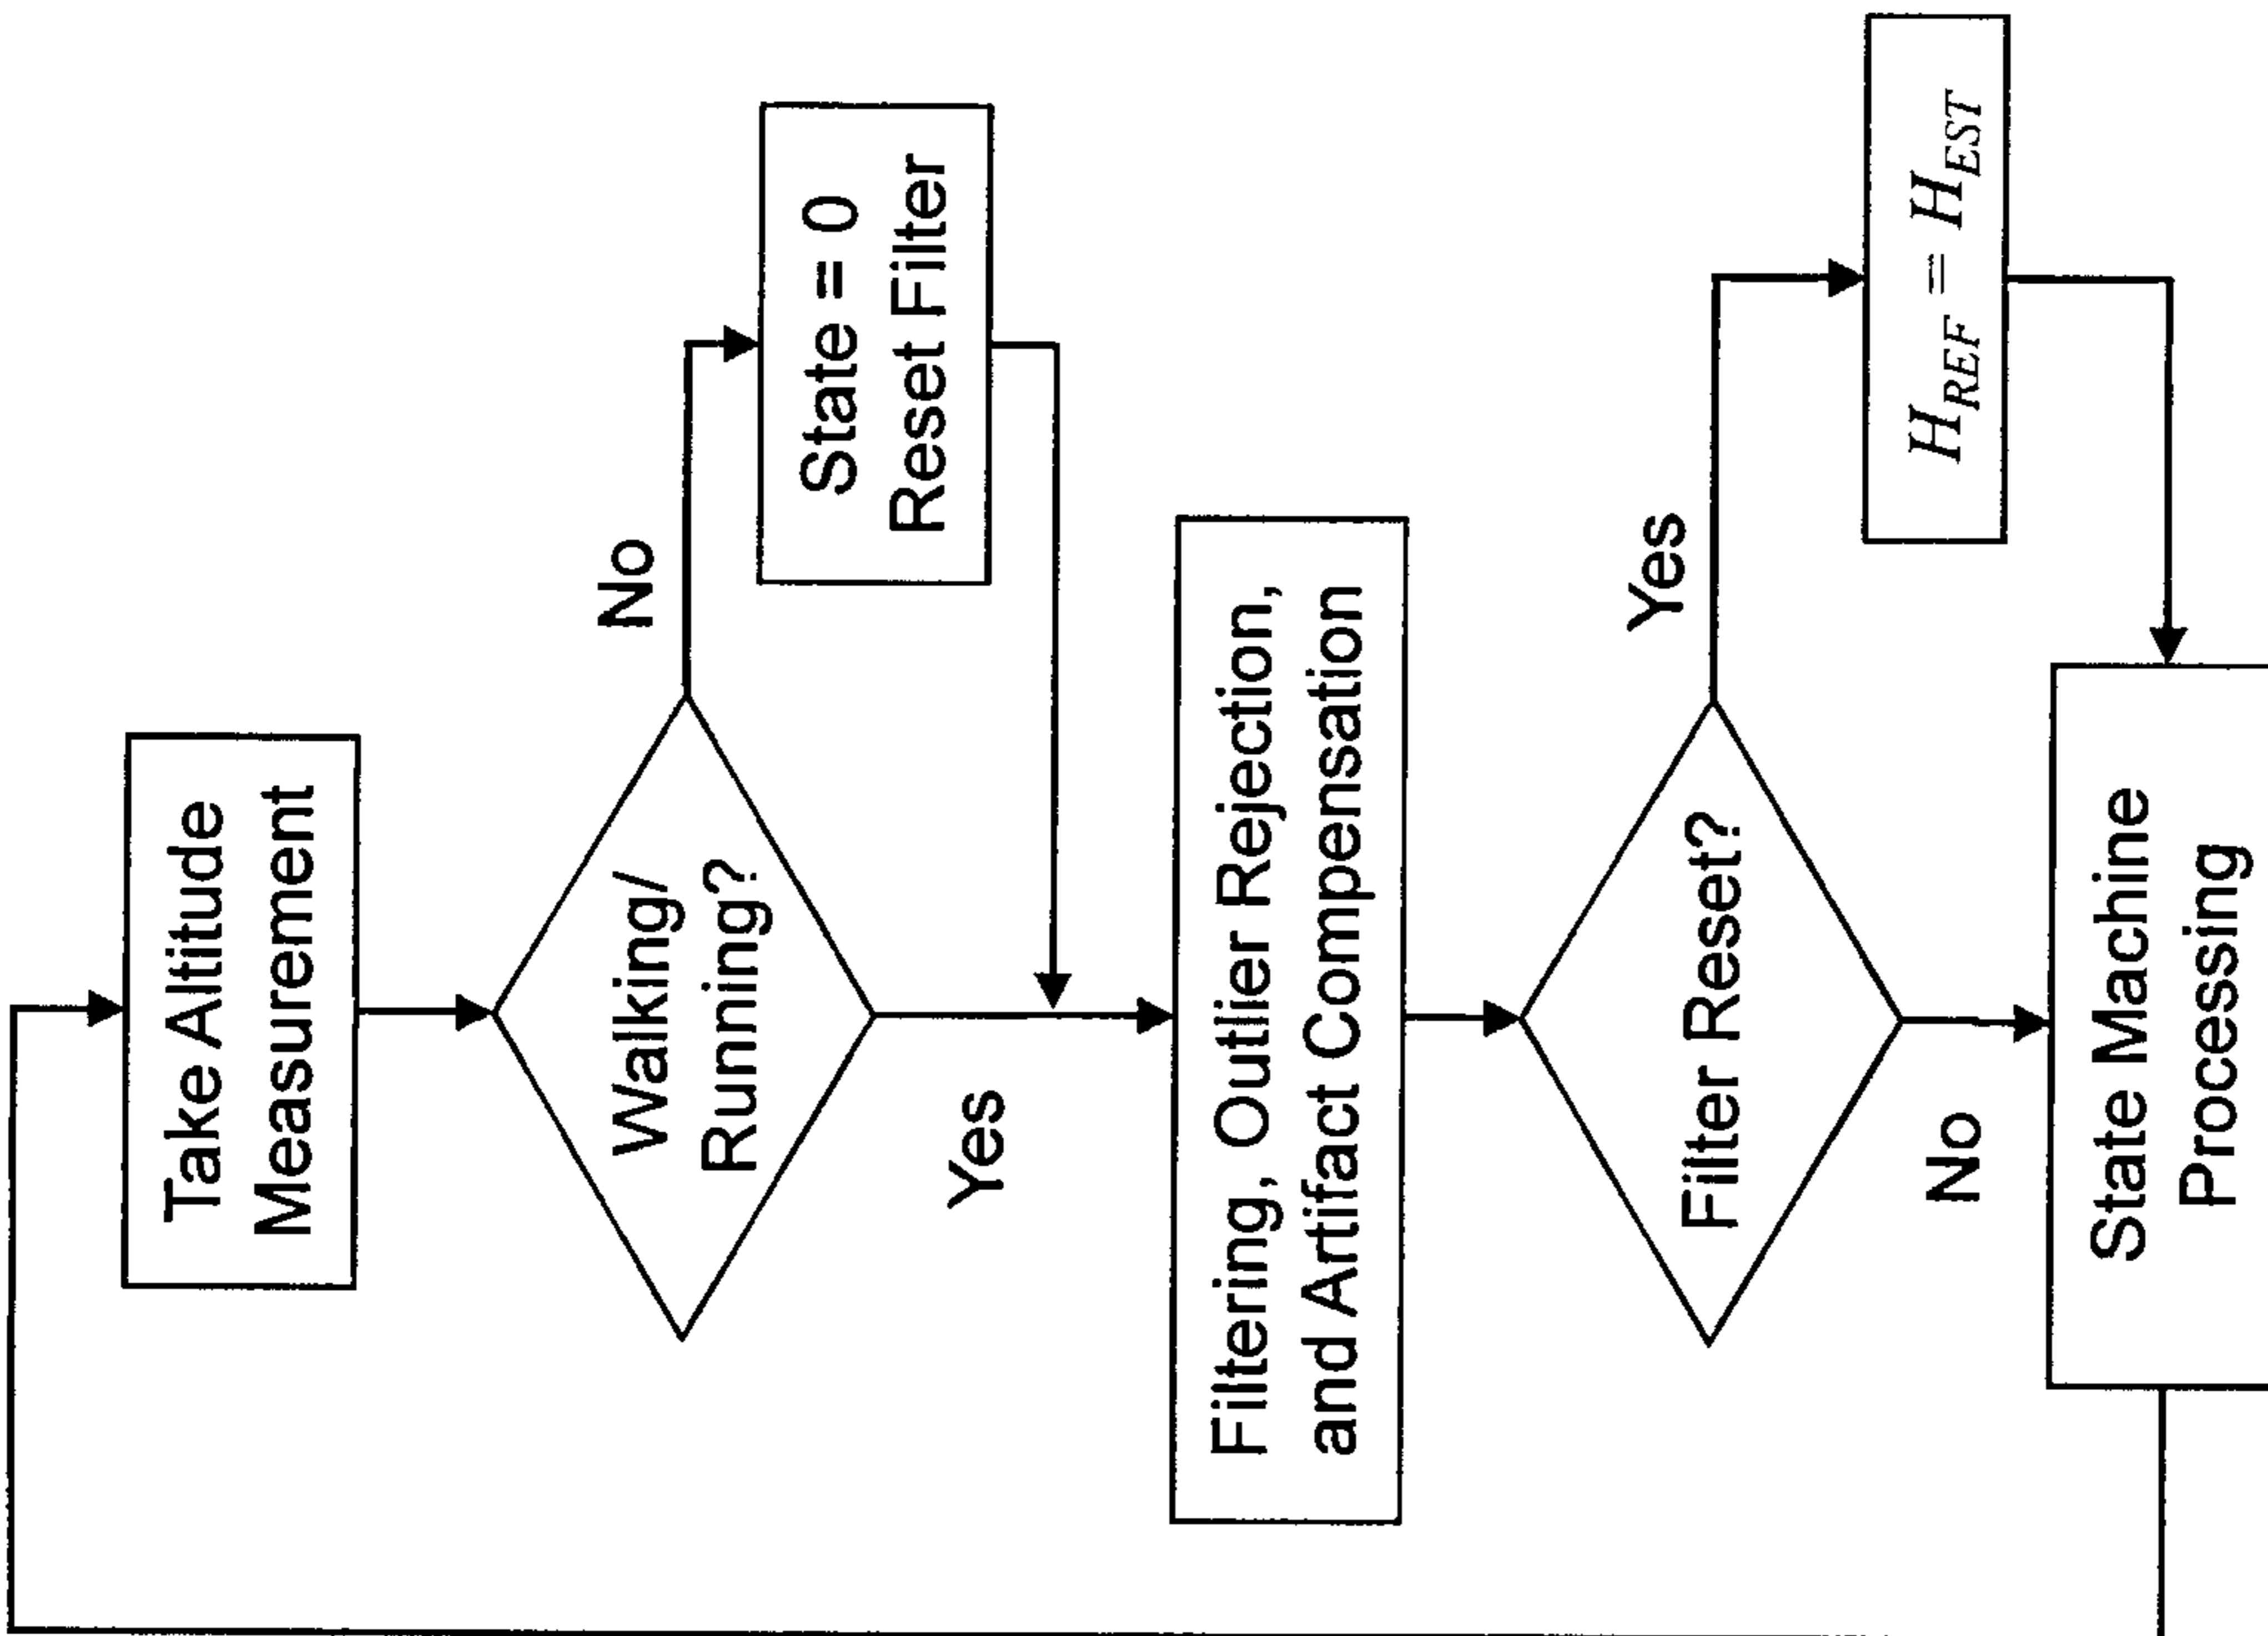 Take Altitude
Measurement
Walking/
Running?
No
State = 0
Reset Filter
Yes
Filtering, Outlier Rejection,
and Artifact Compensation
Filter Reset?
Yes
H_REF = H_EST
No
State Machine
Processing